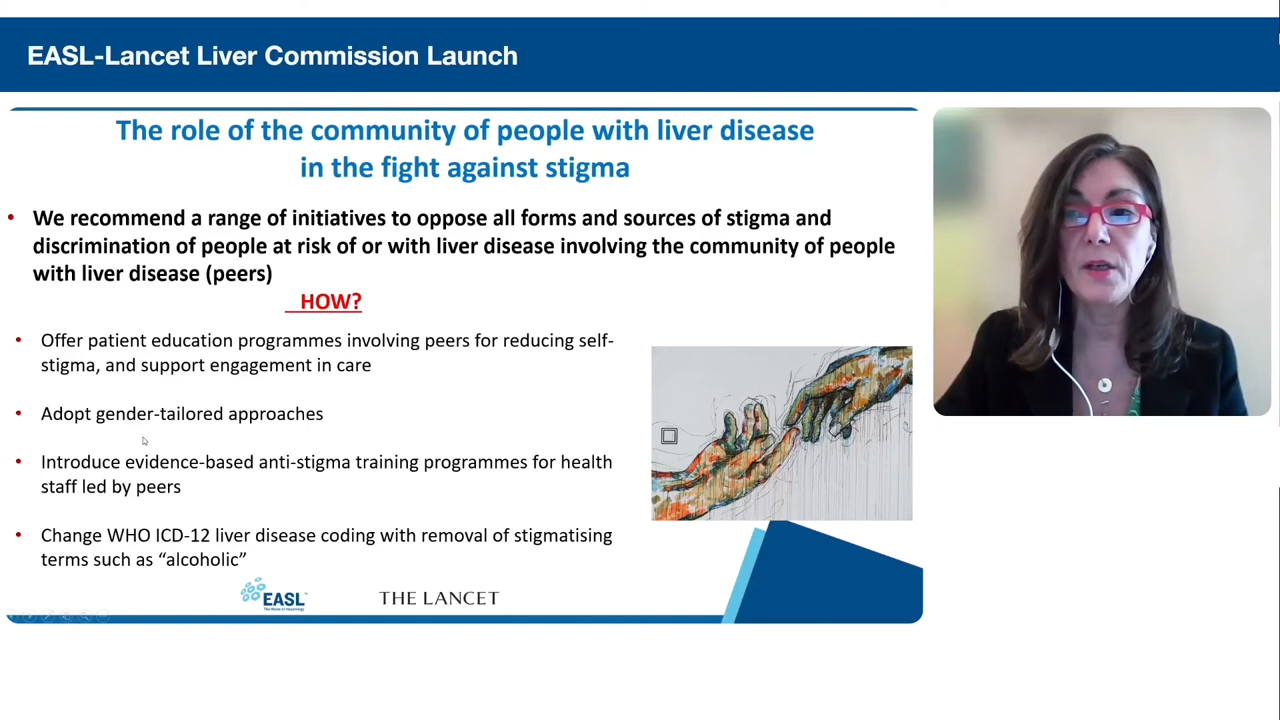 EASL-Lancet Liver Commission Launch
The role of the community of people with liver disease
in the fight against stigma
• We recommend a range of initiatives to oppose all forms and sources of stigma and
discrimination of people at risk of or with liver disease involving the community of people
with liver disease (peers)
HOW?
• Offer patient education programmes involving peers for reducing self-
stigma, and support engagement in care
• Adopt gender-tailored approaches
• Introduce evidence-based anti-stigma training programmes for health
staff led by peers
• Change WHO ICD-12 liver disease coding with removal of stigmatising
terms such as “alcoholic”
EASL
The Home of Hepatology
THE LANCET